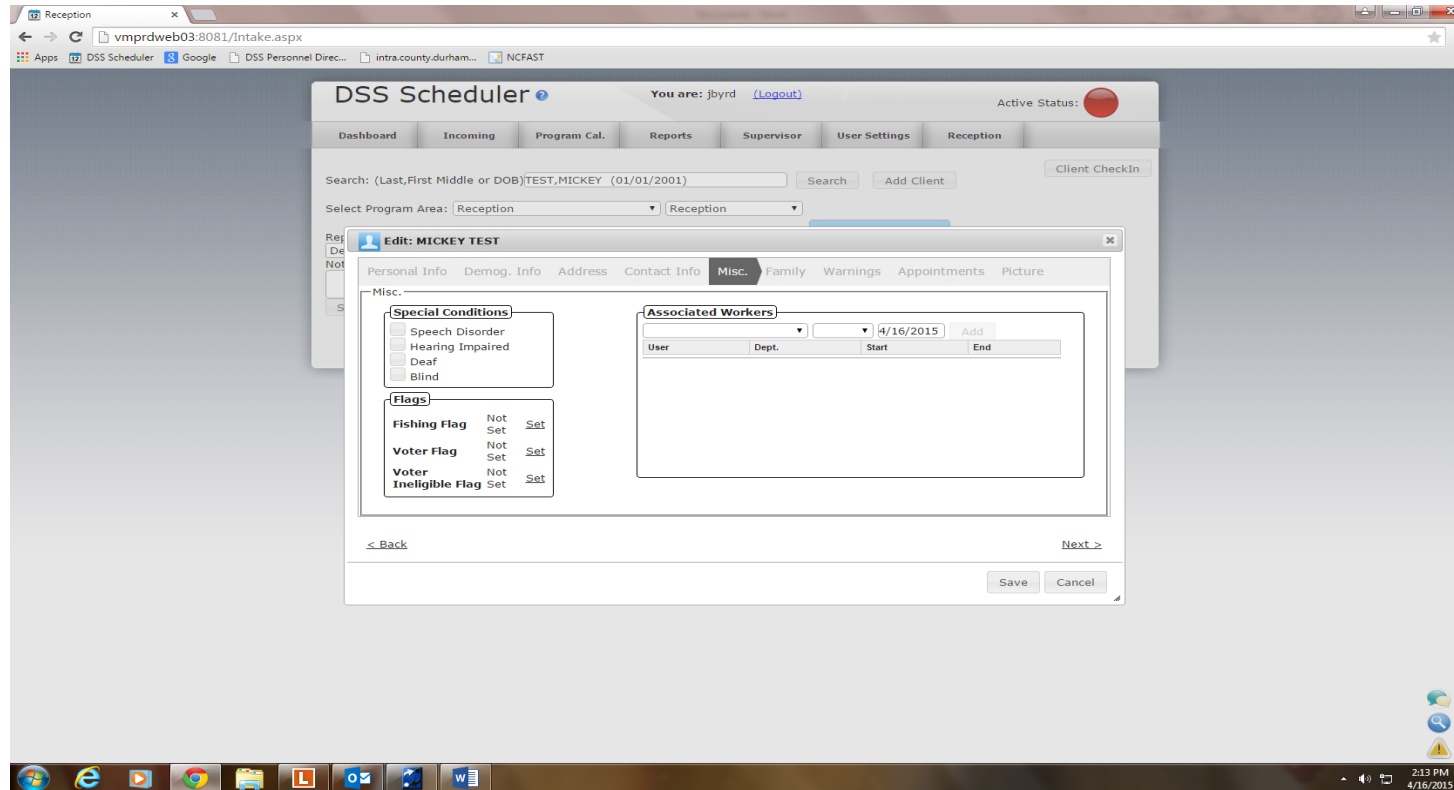 Reception
vmprdweb03:8081/Intake.aspx
Apps DSS Scheduler Google DSS Personnel Direc... intra.county.durham... NCFAST
DSS Scheduler You are: jbyrd (Logout) Active Status:
Dashboard Incoming Program Cal. Reports Supervisor User Settings Reception
Client CheckIn
Search: (Last,First Middle or DOB) TEST,MICKEY (01/01/2001) Search Add Client
Select Program Area: Reception Reception
Edit: MICKEY TEST
Personal Info Demog. Info Address Contact Info Misc. Family Warnings Appointments Picture
Misc.
Special Conditions
Speech Disorder
Hearing Impaired
Deaf
Blind
Flags
Fishing Flag Not Set Set
Voter Flag Not Set Set
Voter Ineligible Flag Not Set Set
Associated Workers
4/16/2015 Add
User Dept. Start End
< Back Next >
Save Cancel
2:13 PM
4/16/2015